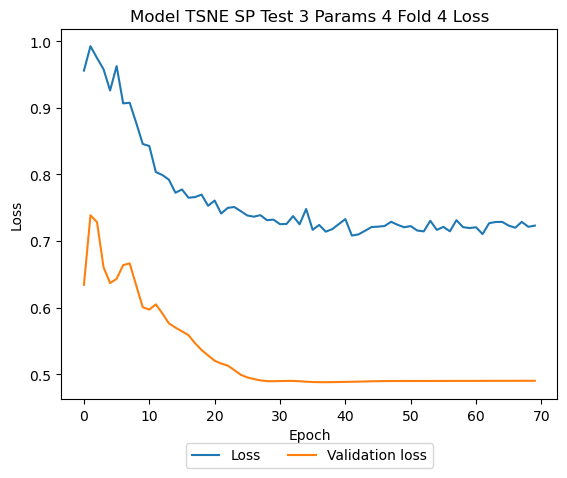 Model TSNE SP Test 3 Params 4 Fold 4 Loss
1.0
0.9
0.8
0.7
0.6
0.5
Loss
0 10 20 30 40 50 60 70
Epoch
Loss Validation loss